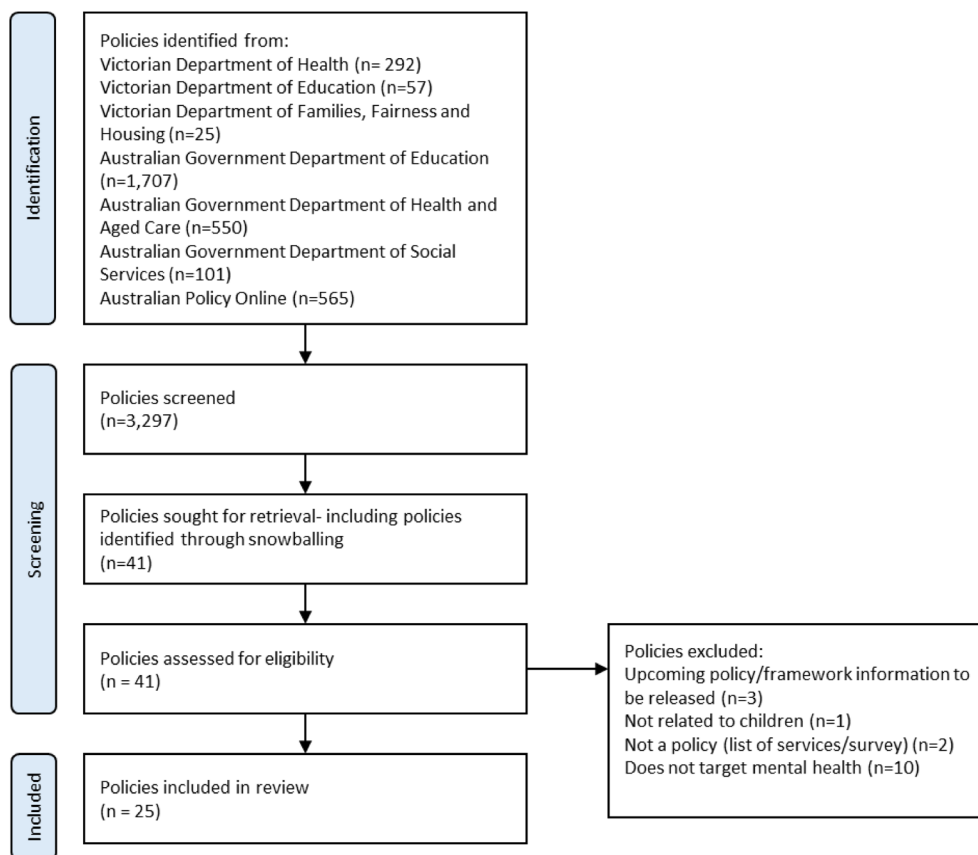 Identification
Policies identified from:
Victorian Department of Health (n= 292)
Victorian Department of Education (n=57)
Victorian Department of Families, Fairness and
Housing (n=25)
Australian Government Department of Education
(n=1,707)
Australian Government Department of Health and
Aged Care (n=550)
Australian Government Department of Social
Services (n=101)
Australian Policy Online (n=565)
Screening
Policies screened
(n=3,297)
Policies sought for retrieval- including policies
identified through snowballing
(n=41)
Policies assessed for eligibility
(n = 41)
Policies excluded:
Upcoming policy/framework information to
be released (n=3)
Not related to children (n=1)
Not a policy (list of services/survey) (n=2)
Does not target mental health (n=10)
Included
Policies included in review
(n = 25)